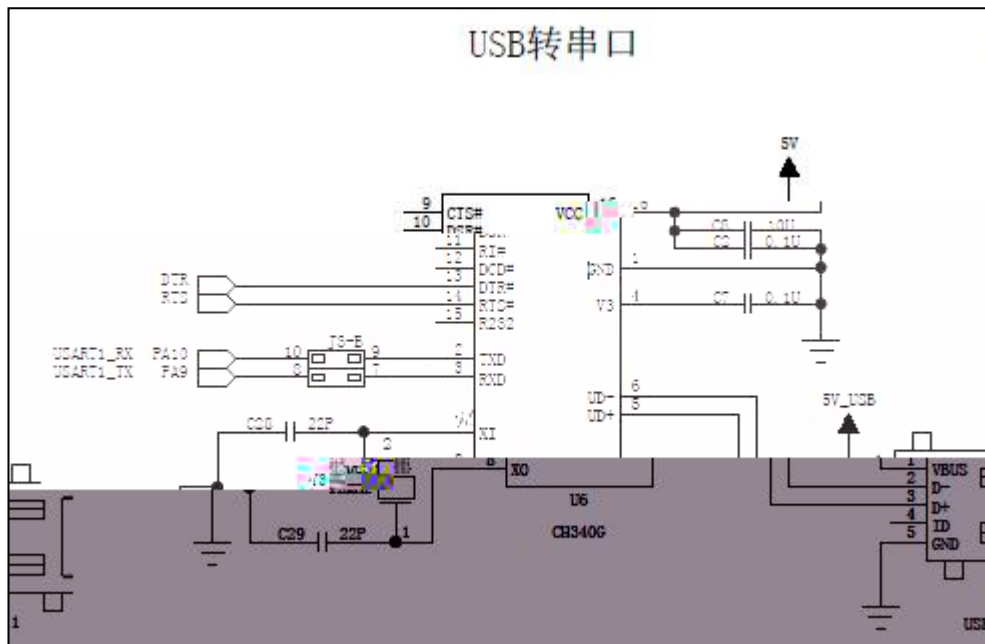 USB转串口
5V
9 CTS# VCC
10 DSR# C6 10U
11 RI# C2 0.1U
12 DCD# GND 1
DTR 13 DTR#
RTS 14 RTS# V3 4 C7 0.1U
15 R232
J3-B
USART1_RX PA10 10 9 2 TXD
USART1_TX PA9 8 7 3 RXD
UD- 6
UD+ 5 5V_USB
C28 22P XI
2
8 XO 1 VBUS
U6 2 D-
3 D+
C29 22P 1 CH340G 4 ID
5 GND
1